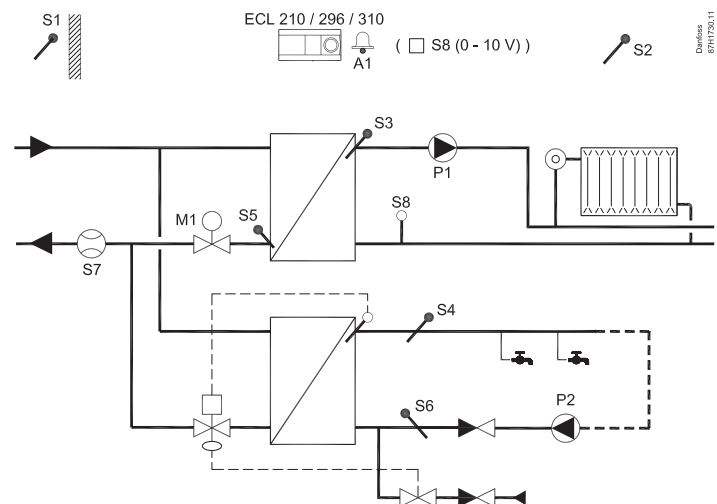 S1
ECL 210 / 296 / 310
A1
( □ S8 (0 - 10 V) )
S2
Danfoss
87H1730.11
S3
P1
M1
S5
S8
S7
S4
S6
P2